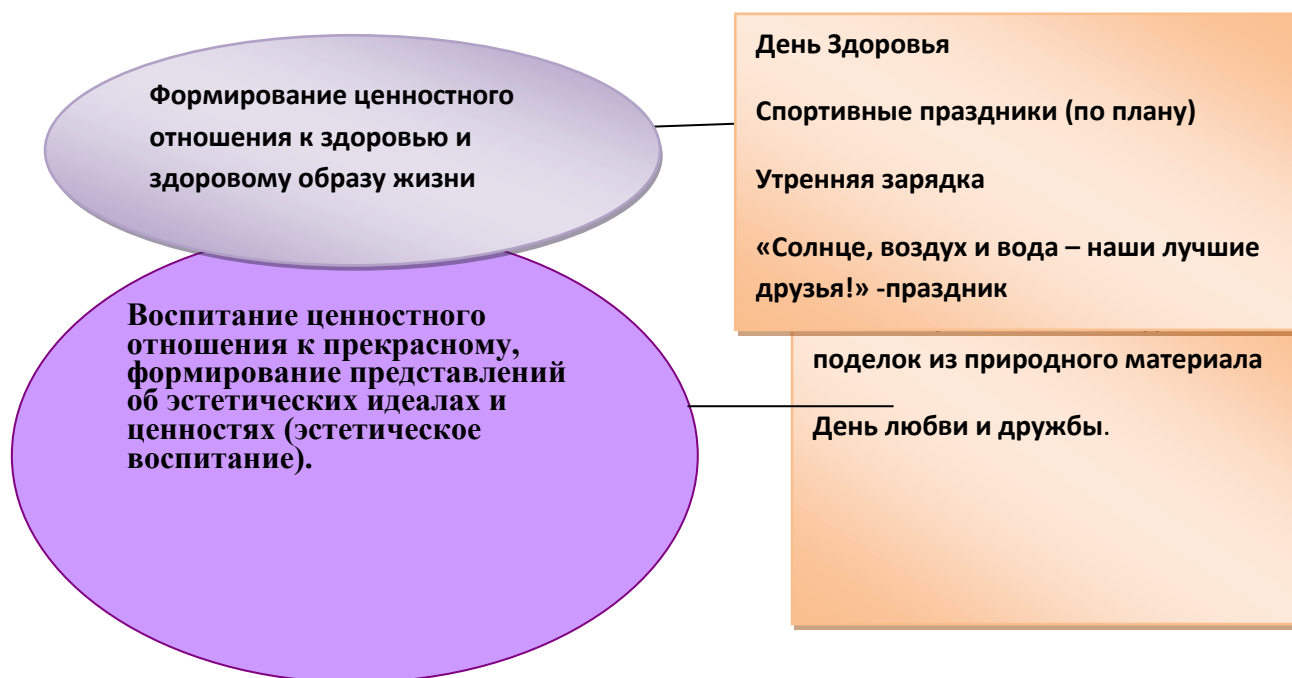 Формирование ценностного
отношения к здоровью и
здоровому образу жизни
День Здоровья
Спортивные праздники (по плану)
Утренняя зарядка
«Солнце, воздух и вода – наши лучшие
друзья!» -праздник
Воспитание ценностного
отношения к прекрасному,
формирование представлений
об эстетических идеалах и
ценностях (эстетическое
воспитание).
поделок из природного материала
День любви и дружбы.